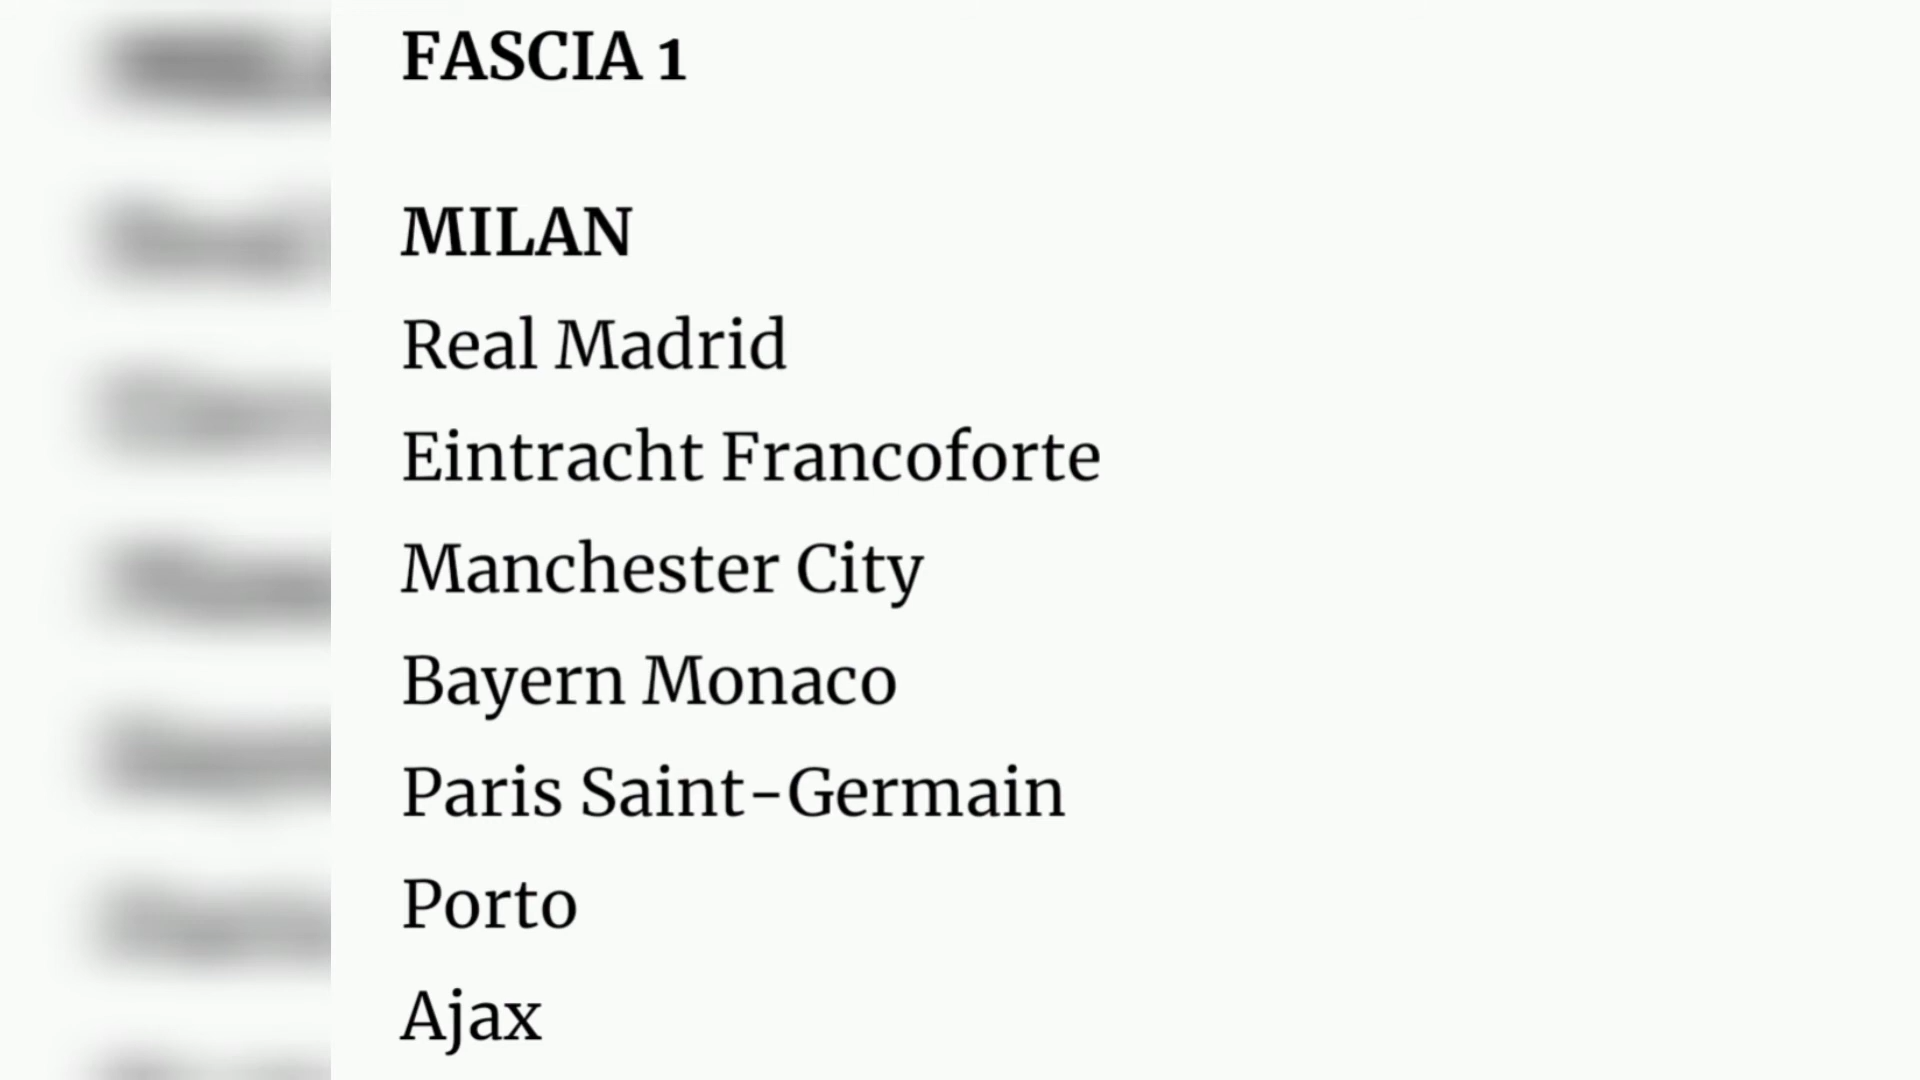 FASCIA 1
MILAN
Real Madrid
Eintracht Francoforte
Manchester City
Bayern Monaco
Paris Saint-Germain
Porto
Ajax